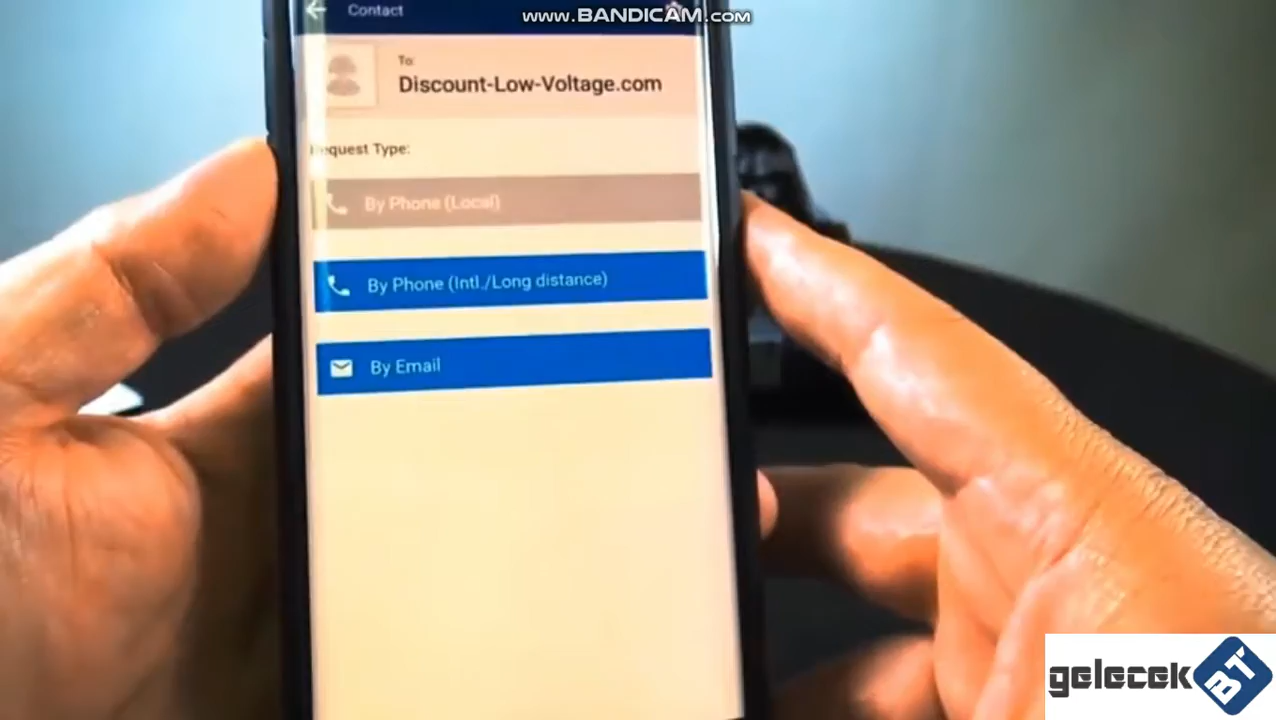 Contact
www.BANDICAM.com
To:
Discount-Low-Voltage.com
Request Type:
By Phone (Local)
By Phone (Intl./Long distance)
By Email
gelecek BT